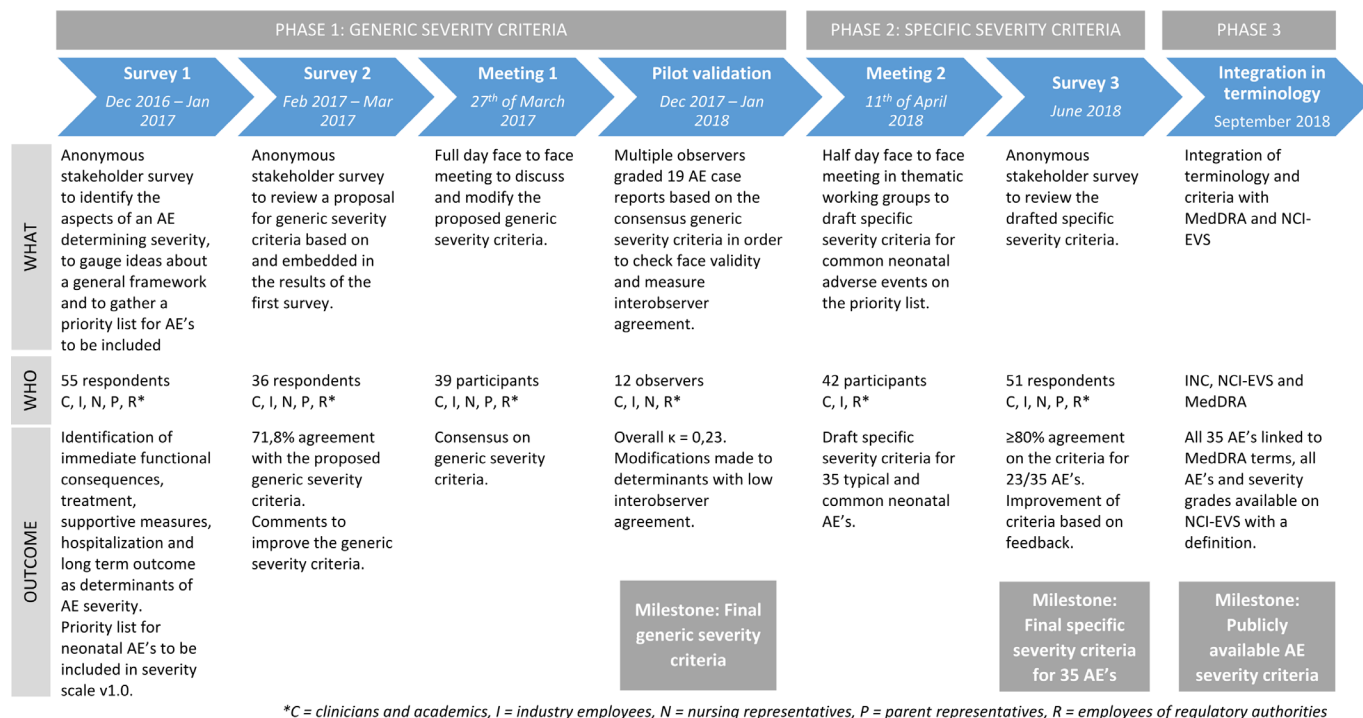 PHASE 1: GENERIC SEVERITY CRITERIA
PHASE 2: SPECIFIC SEVERITY CRITERIA
PHASE 3
Survey 1
Dec 2016 – Jan
2017
Survey 2
Feb 2017 – Mar
2017
Meeting 1
27th of March
2017
Pilot validation
Dec 2017 – Jan
2018
Meeting 2
11th of April
2018
Survey 3
June 2018
Integration in
terminology
September 2018
WHAT
Anonymous
stakeholder survey
to identify the
aspects of an AE
determining severity,
to gauge ideas about
a general framework
and to gather a
priority list for AE's
to be included
Anonymous
stakeholder survey
to review a proposal
for generic severity
criteria based on
and embedded in
the results of the
first survey.
Full day face to face
meeting to discuss
and modify the
proposed generic
severity criteria.
Multiple observers
graded 19 AE case
reports based on the
consensus generic
severity criteria in order
to check face validity
and measure
interobserver
agreement.
Half day face to face
meeting in thematic
working groups to
draft specific
severity criteria for
common neonatal
adverse events on
the priority list.
Anonymous
stakeholder survey
to review the
drafted specific
severity criteria.
Integration of
terminology and
criteria with
MedDRA and NCI-
EVS
WHO
55 respondents
C, I, N, P, R*
36 respondents
C, I, N, P, R*
39 participants
C, I, N, P, R*
12 observers
C, I, N, R*
42 participants
C, I, R*
51 respondents
C, I, N, P, R*
INC, NCI-EVS and
MedDRA
OUTCOME
Identification of
immediate functional
consequences,
treatment,
supportive measures,
hospitalization and
long term outcome
as determinants of
AE severity.
Priority list for
neonatal AE's to be
included in severity
scale v1.0.
71,8% agreement
with the proposed
generic severity
criteria.
Comments to
improve the generic
severity criteria.
Consensus on
generic severity
criteria.
Overall κ = 0,23.
Modifications made to
determinants with low
interobserver
agreement.
Milestone: Final
generic severity
criteria
Draft specific
severity criteria for
35 typical and
common neonatal
AE's.
≥80% agreement
on the criteria for
23/35 AE's.
Improvement of
criteria based on
feedback.
Milestone:
Final specific
severity criteria
for 35 AE's
All 35 AE's linked to
MedDRA terms, all
AE's and severity
grades available on
NCI-EVS with a
definition.
Milestone:
Publicly
available AE
severity criteria
*C = clinicians and academics, I = industry employees, N = nursing representatives, P = parent representatives, R = employees of regulatory authorities